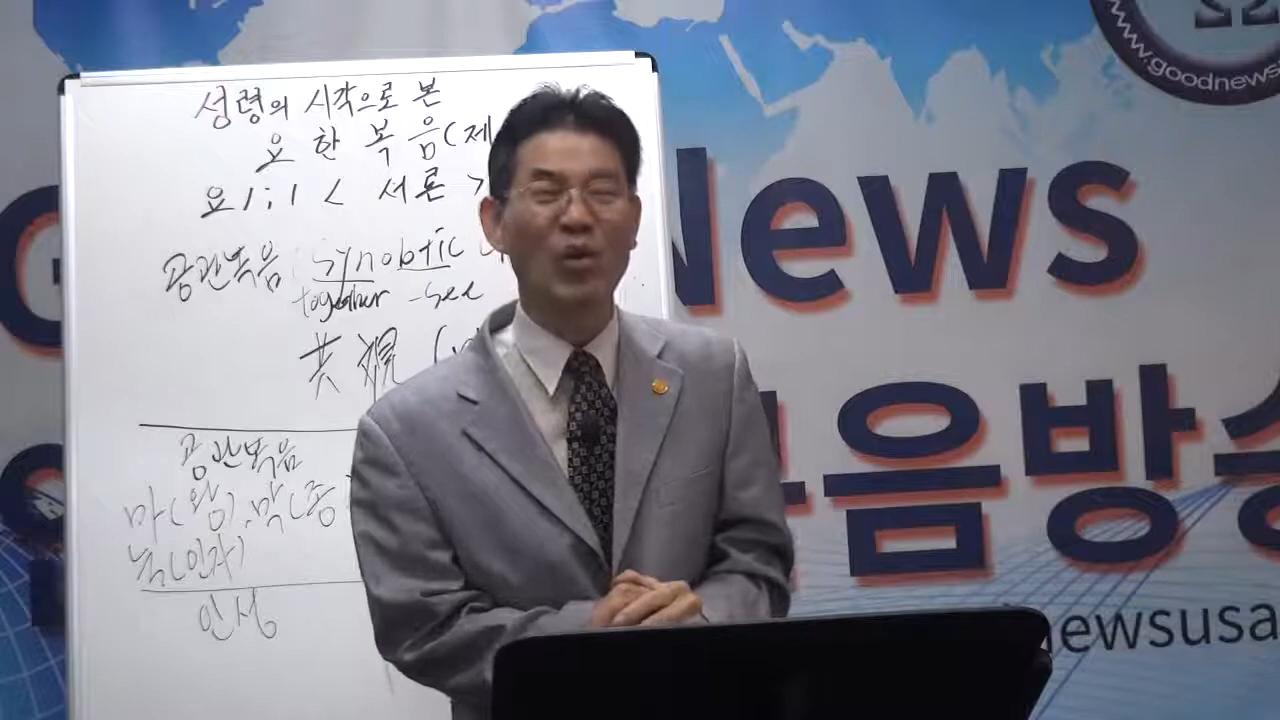 성령의 시각으로 본
요한복음(제
요 1:1 < 서론 >
공관복음 Synobtic
together - see
共視
공관복음
마(왕), 막(종
눅(인자)
인성
www.goodnews
News
음방송
newsusa